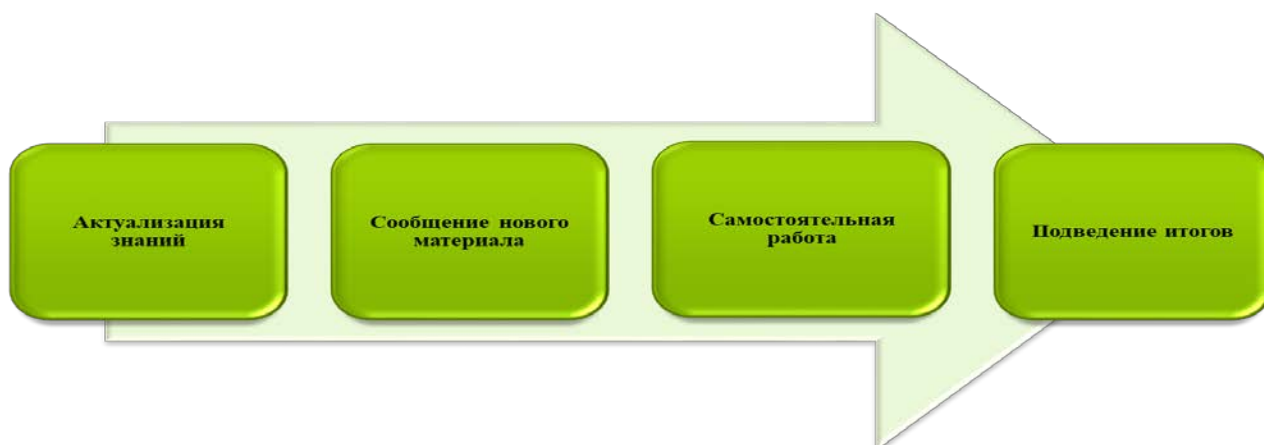 Актуализация
знаний
Сообщение нового
материала
Самостоятельная
работа
Подведение итогов